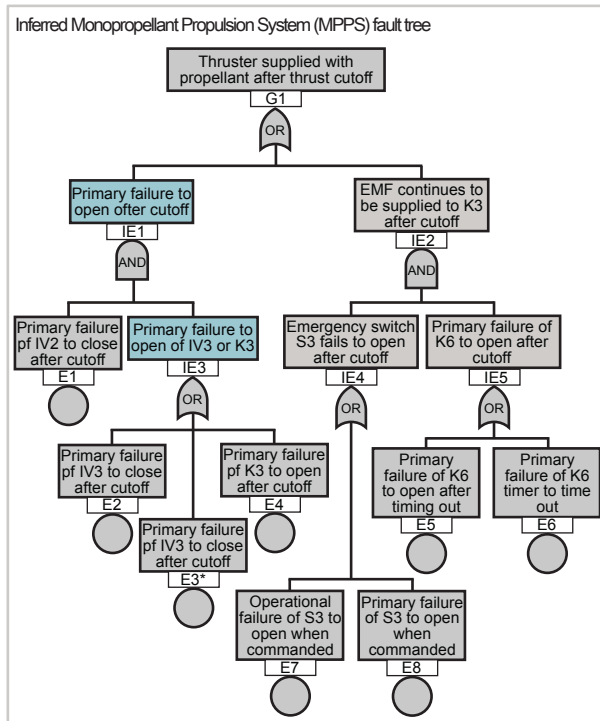 Inferred Monopropellant Propulsion System (MPPS) fault tree
Thruster supplied with
propellant after thrust cutoff
G1
OR
Primary failure to
open ofter cutoff
IE1
AND
EMF continues to
be supplied to K3
after cutoff
IE2
AND
Primary failure
pf IV2 to close
after cutoff
E1
Primary failure to
open of IV3 or K3
IE3
OR
Emergency switch
S3 fails to open
after cutoff
IE4
OR
Primary failure of
K6 to open after
cutoff
IE5
OR
Primary failure
pf IV3 to close
after cutoff
E2
Primary failure
pf IV3 to close
after cutoff
E3*
Primary failure
pf K3 to open
after cutoff
E4
Primary
failure of K6
to open after
timing out
E5
Primary
failure of K6
timer to time
out
E6
Operational
failure of S3 to
open when
commanded
E7
Primary failure
of S3 to open
when
commanded
E8